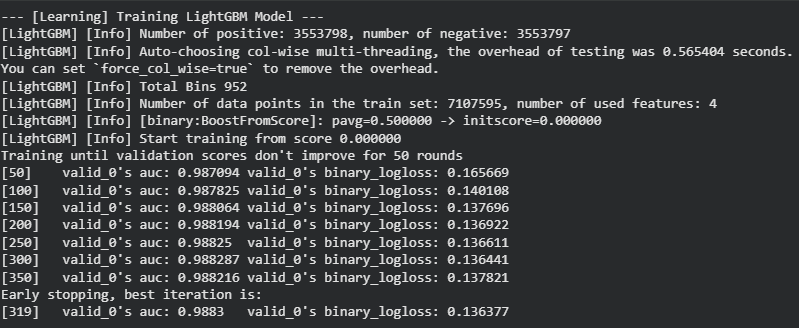 --- [Learning] Training LightGBM Model ---
[LightGBM] [Info] Number of positive: 3553798, number of negative: 3553797
[LightGBM] [Info] Auto-choosing col-wise multi-threading, the overhead of testing was 0.565404 seconds.
You can set `force_col_wise=true` to remove the overhead.
[LightGBM] [Info] Total Bins 952
[LightGBM] [Info] Number of data points in the train set: 7107595, number of used features: 4
[LightGBM] [Info] [binary:BoostFromScore]: pavg=0.500000 -> initscore=0.000000
[LightGBM] [Info] Start training from score 0.000000
Training until validation scores don't improve for 50 rounds
[50]	valid_0's auc: 0.987094	valid_0's binary_logloss: 0.165669
[100]	valid_0's auc: 0.987825	valid_0's binary_logloss: 0.140108
[150]	valid_0's auc: 0.988064	valid_0's binary_logloss: 0.137696
[200]	valid_0's auc: 0.988194	valid_0's binary_logloss: 0.136922
[250]	valid_0's auc: 0.98825	valid_0's binary_logloss: 0.136611
[300]	valid_0's auc: 0.988287	valid_0's binary_logloss: 0.136441
[350]	valid_0's auc: 0.988216	valid_0's binary_logloss: 0.137821
Early stopping, best iteration is:
[319]	valid_0's auc: 0.9883	valid_0's binary_logloss: 0.136377